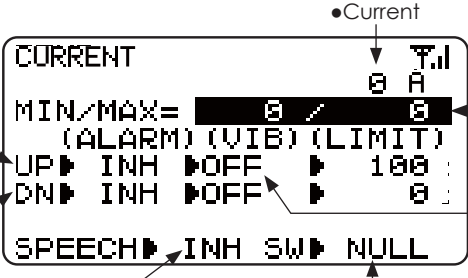 ●Current
CURRENT
0 A
MIN/MAX= 0 / 0
(ALARM) (VIB) (LIMIT)
UP▶ INH ▶OFF ▶ 100 :
DN▶ INH ▶OFF ▶ 0 :
SPEECH▶ INH SW▶ NULL